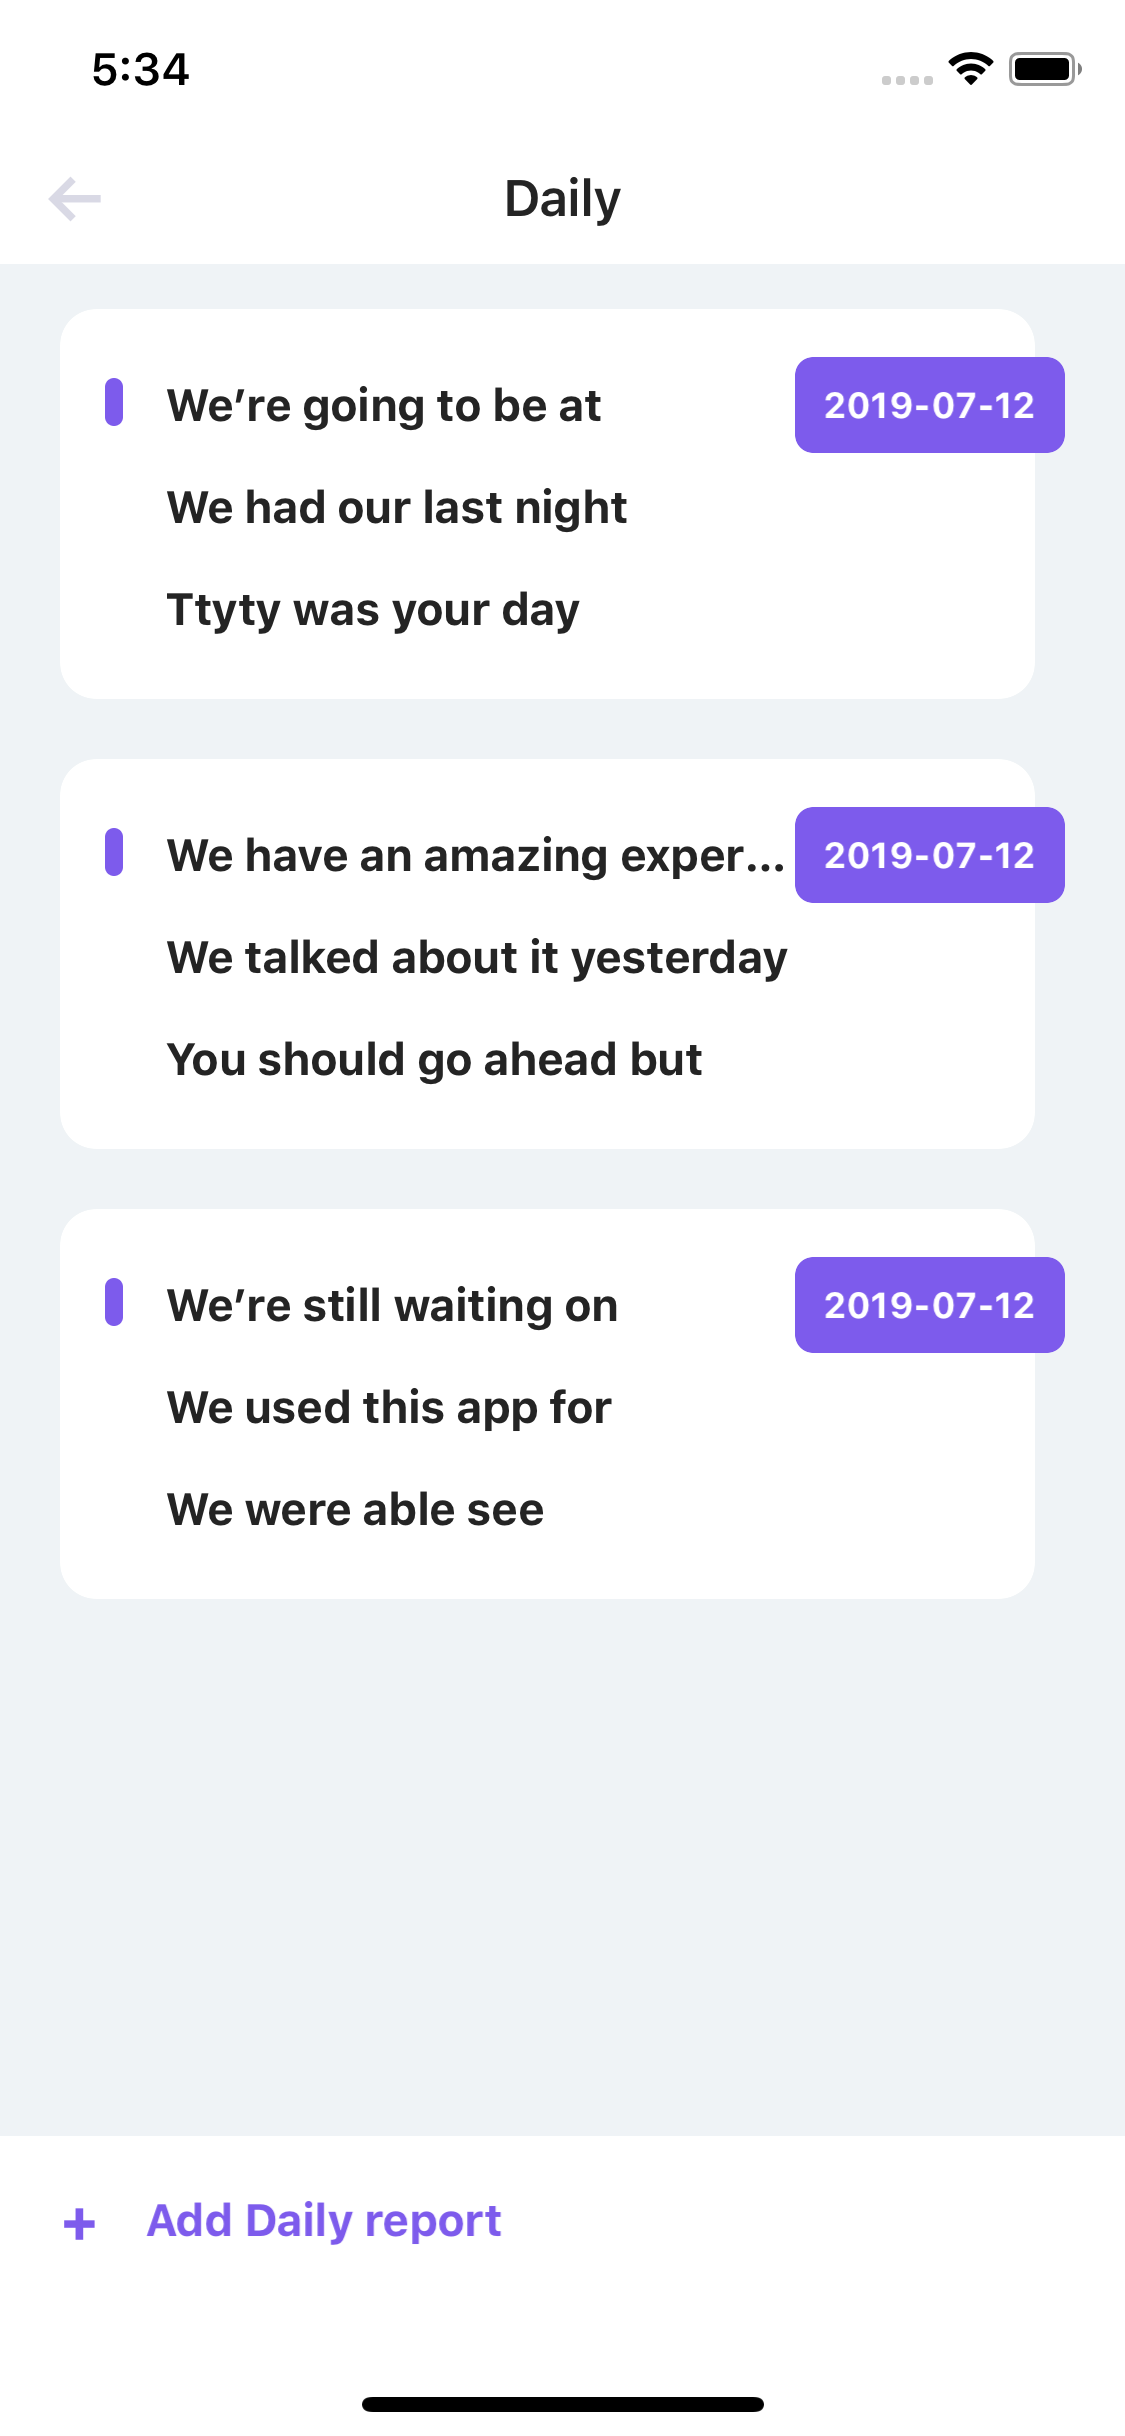 5:34
Daily
We’re going to be at
2019-07-12
We had our last night
Ttyty was your day
We have an amazing exper...
2019-07-12
We talked about it yesterday
You should go ahead but
We’re still waiting on
2019-07-12
We used this app for
We were able see
+ Add Daily report